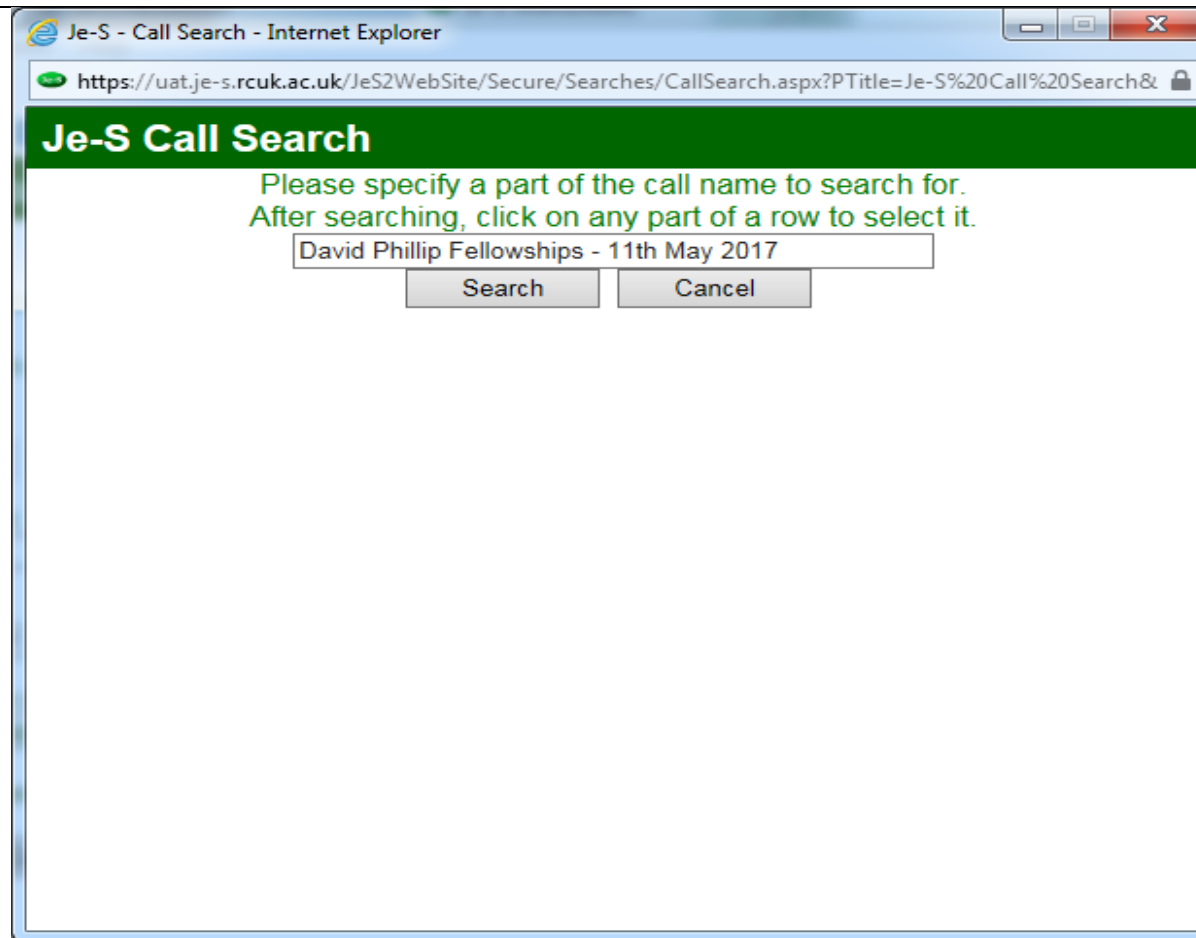 Je-S - Call Search - Internet Explorer
https://uat.je-s.rcuk.ac.uk/JeS2WebSite/Secure/Searches/CallSearch.aspx?PTitle=Je-S%20Call%20Search&
Je-S Call Search
Please specify a part of the call name to search for.
After searching, click on any part of a row to select it.
David Phillip Fellowships - 11th May 2017
Search Cancel